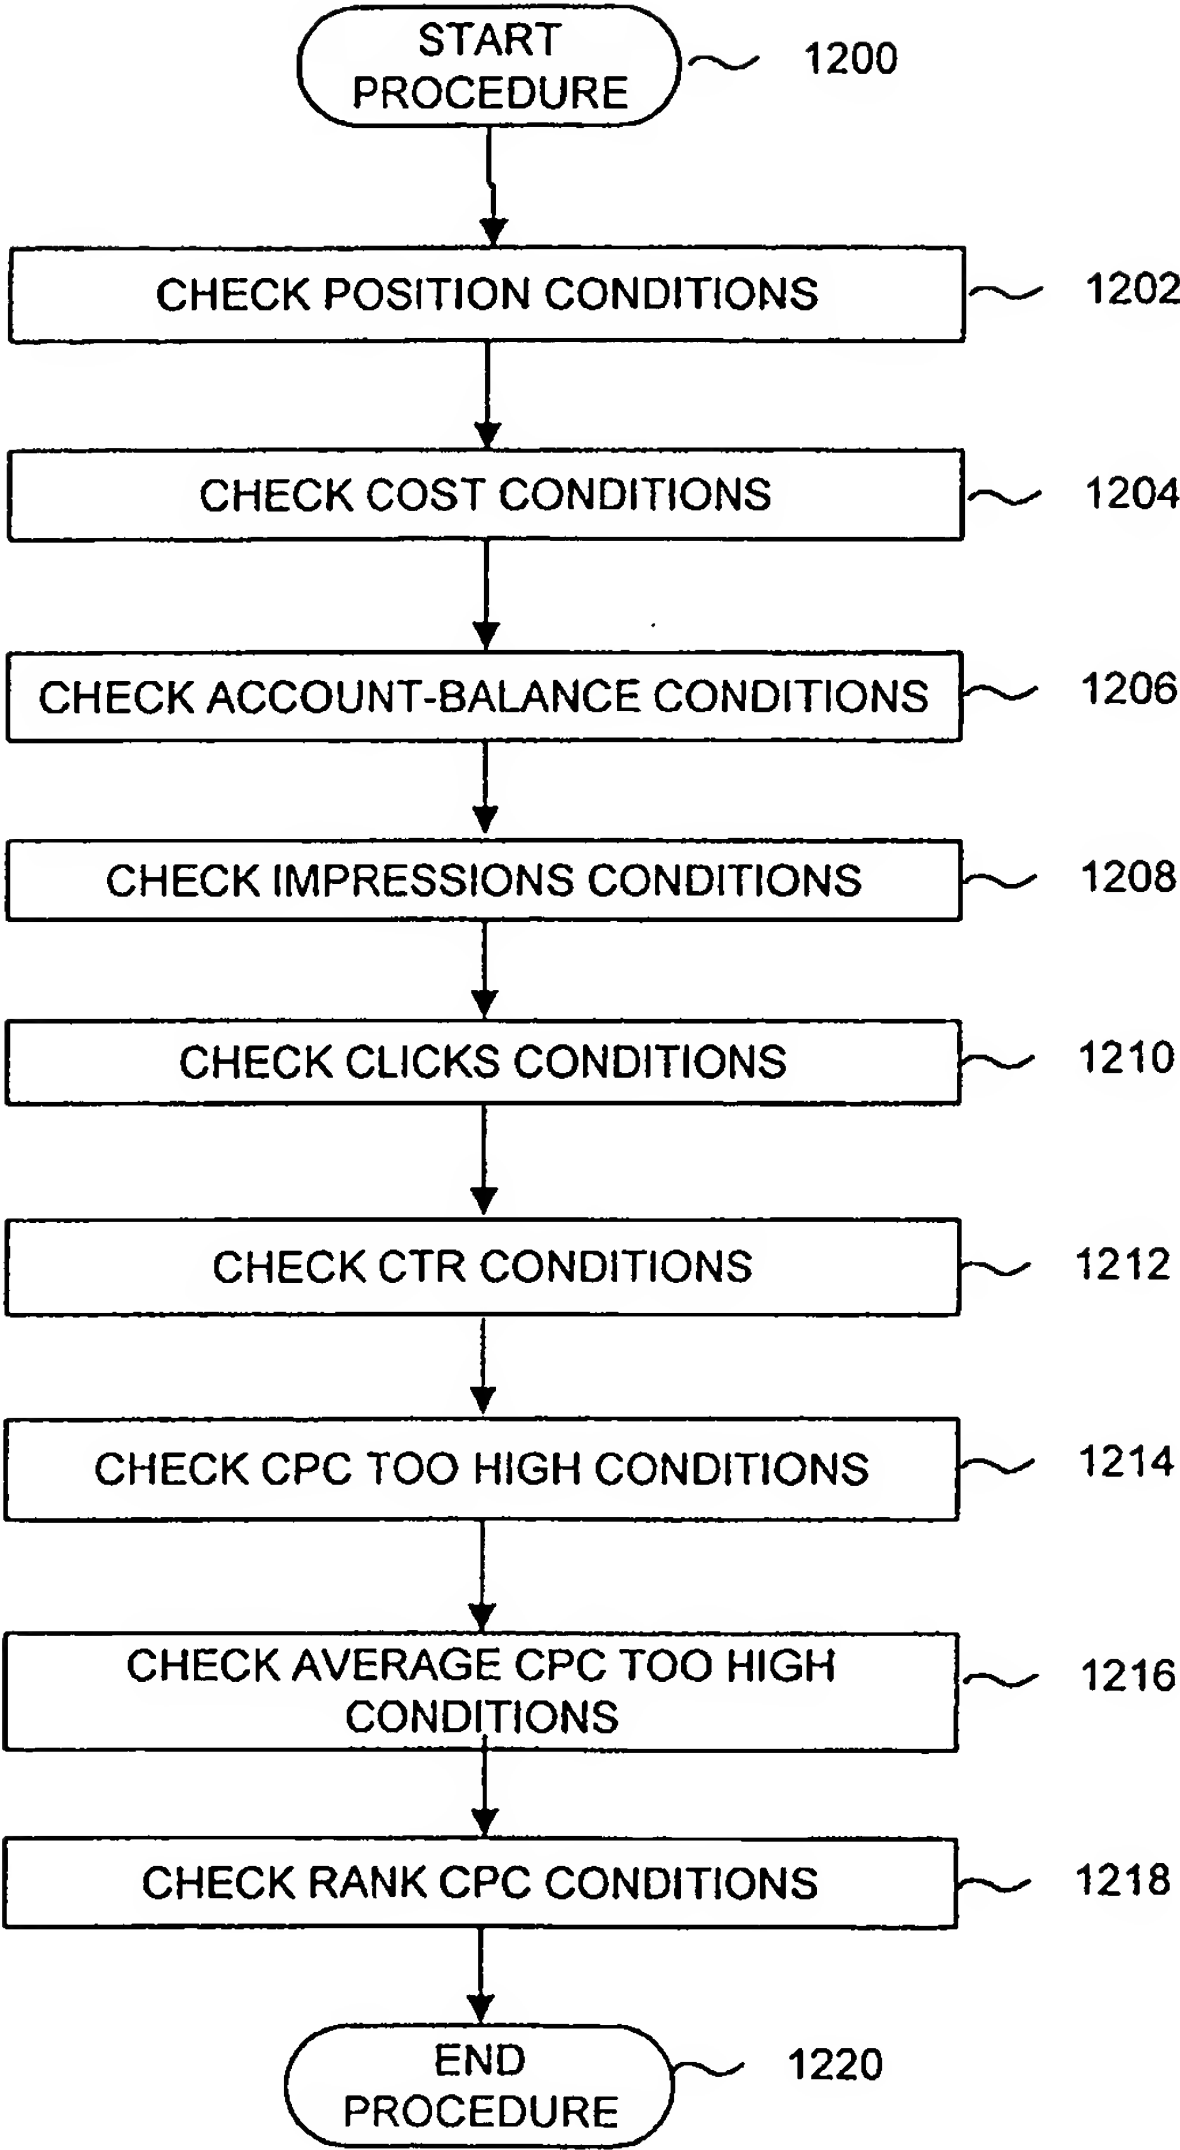 START
PROCEDURE
1200
CHECK POSITION CONDITIONS
1202
CHECK COST CONDITIONS
1204
CHECK ACCOUNT-BALANCE CONDITIONS
1206
CHECK IMPRESSIONS CONDITIONS
1208
CHECK CLICKS CONDITIONS
1210
CHECK CTR CONDITIONS
1212
CHECK CPC TOO HIGH CONDITIONS
1214
CHECK AVERAGE CPC TOO HIGH
CONDITIONS
1216
CHECK RANK CPC CONDITIONS
1218
END
PROCEDURE
1220